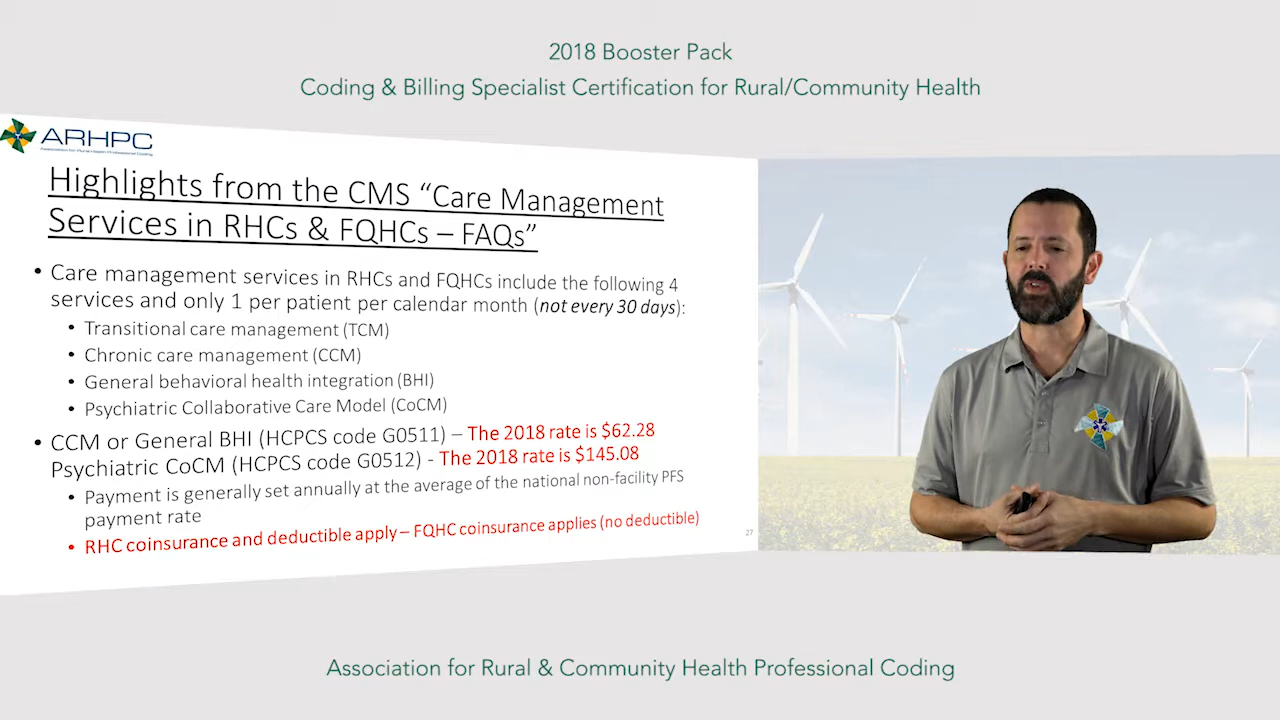 2018 Booster Pack
Coding & Billing Specialist Certification for Rural/Community Health
ARHPC
Association for Rural Health Professional Coding
Highlights from the CMS “Care Management
Services in RHCs & FQHCs – FAQs”
• Care management services in RHCs and FQHCs include the following 4
services and only 1 per patient per calendar month (not every 30 days):
• Transitional care management (TCM)
• Chronic care management (CCM)
• General behavioral health integration (BHI)
• Psychiatric Collaborative Care Model (CoCM)
• CCM or General BHI (HCPCS code G0511) – The 2018 rate is $62.28
Psychiatric CoCM (HCPCS code G0512) - The 2018 rate is $145.08
• Payment is generally set annually at the average of the national non-facility PFS
payment rate
• RHC coinsurance and deductible apply – FQHC coinsurance applies (no deductible)
27
Association for Rural & Community Health Professional Coding